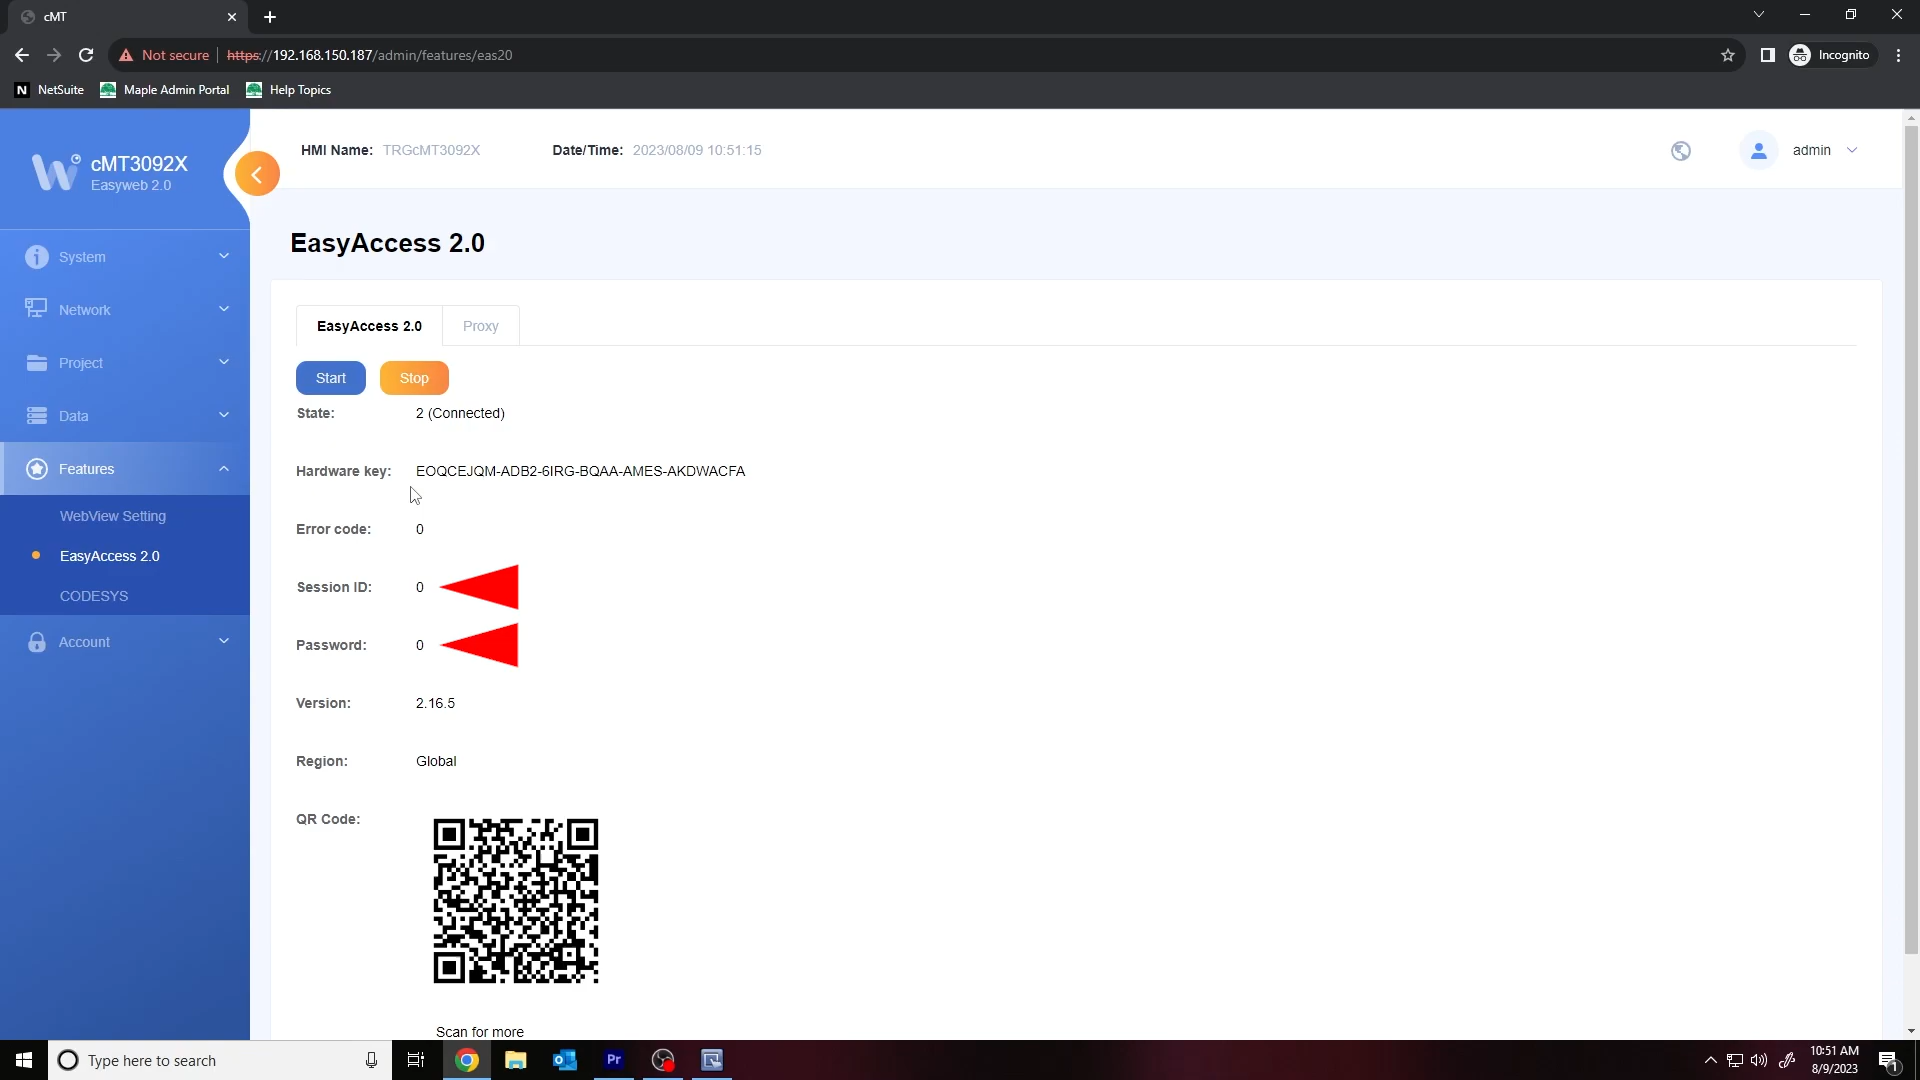 cMT
Not secure
https://192.168.150.187/admin/features/eas20
Incognito
N
NetSuite
Maple Admin Portal
Help Topics
W
cMT3092X
Easyweb 2.0
HMI Name: TRGcMT3092X
Date/Time: 2023/08/09 10:51:15
admin
System
Network
Project
Data
Features
WebView Setting
EasyAccess 2.0
CODESYS
Account
EasyAccess 2.0
EasyAccess 2.0
Proxy
Start
Stop
State: 2 (Connected)
Hardware key: EOQCEJQM-ADB2-6IRG-BQAA-AMES-AKDWACFA
Error code: 0
Session ID: 0
Password: 0
Version: 2.16.5
Region: Global
QR Code:
Scan for more
Type here to search
Pr
10:51 AM
8/9/2023
1